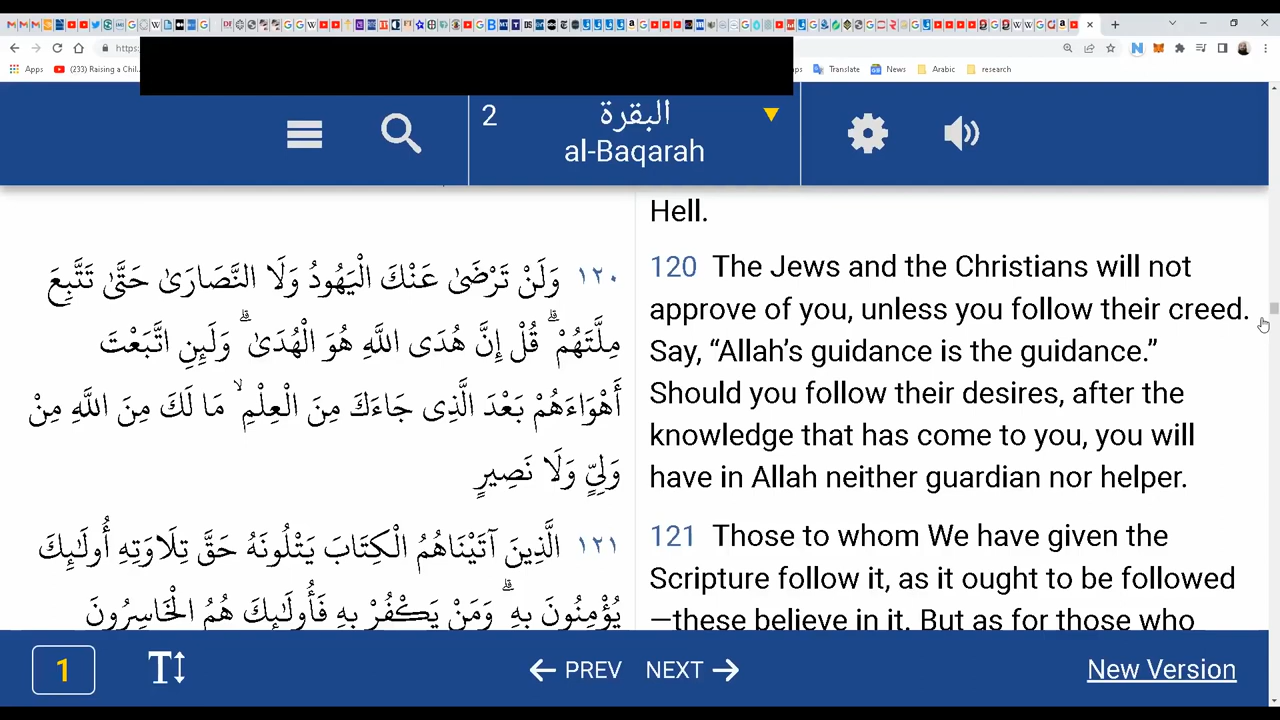 https:
(233) Raising a Chil...
Apps
Translate
News
Arabic
research
2
البقرة
al-Baqarah
Hell.
١٢٠ وَلَنْ تَرْضَىٰ عَنْكَ الْيَهُودُ وَلَا النَّصَارَىٰ حَتَّىٰ تَتَّبِعَ
مِلَّتَهُمْ ۗ قُلْ إِنَّ هُدَى اللَّهِ هُوَ الْهُدَىٰ ۗ وَلَئِنِ اتَّبَعْتَ
أَهْوَاءَهُمْ بَعْدَ الَّذِى جَاءَكَ مِنَ الْعِلْمِ ۙ مَا لَكَ مِنَ اللَّهِ مِنْ
وَلِىٍّ وَلَا نَصِيرٍ
120 The Jews and the Christians will not
approve of you, unless you follow their creed.
Say, “Allah’s guidance is the guidance.”
Should you follow their desires, after the
knowledge that has come to you, you will
have in Allah neither guardian nor helper.
١٢١ الَّذِينَ آتَيْنَاهُمُ الْكِتَابَ يَتْلُونَهُ حَقَّ تِلَاوَتِهِ أُولَٰئِكَ
يُؤْمِنُونَ بِهِ ۗ وَمَنْ يَكْفُرْ بِهِ فَأُولَٰئِكَ هُمُ الْخَاسِرُونَ
121 Those to whom We have given the
Scripture follow it, as it ought to be followed
—these believe in it. But as for those who
1
T
PREV
NEXT
New Version